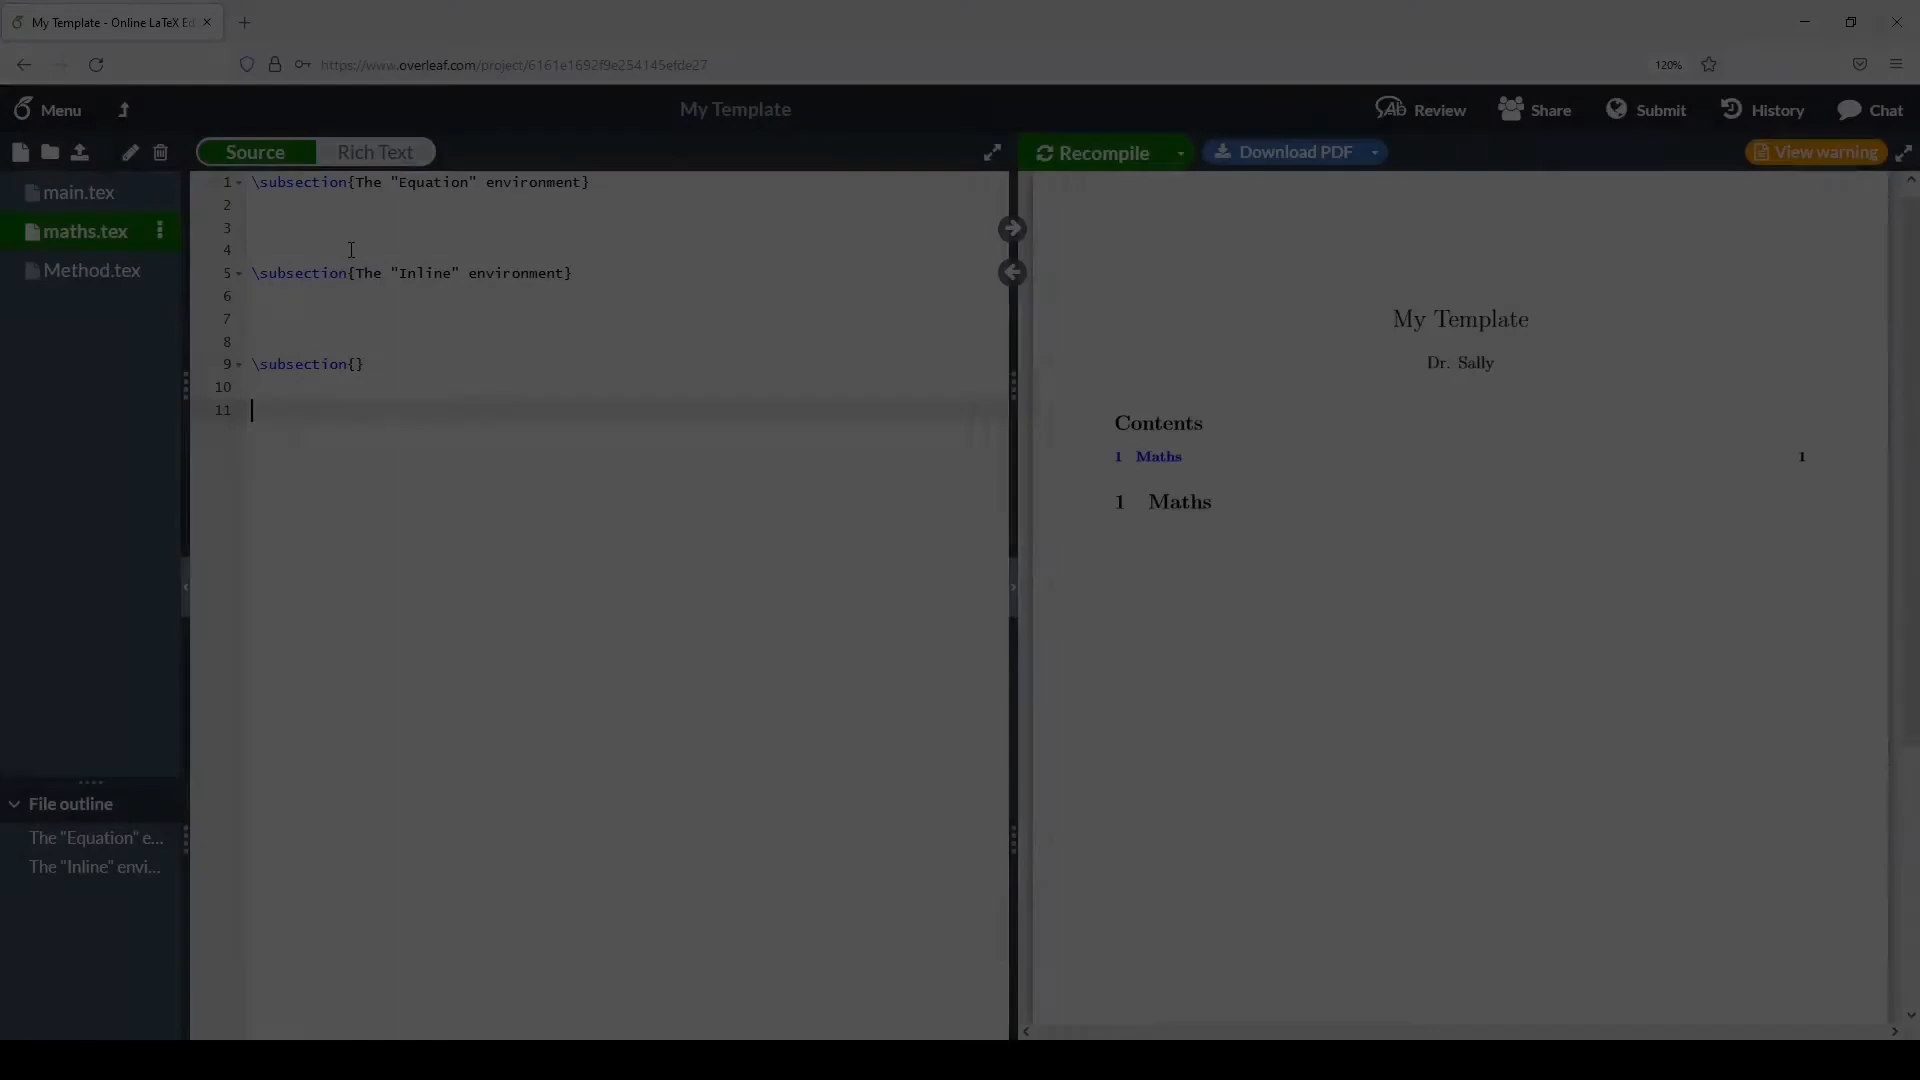 My Template - Online LaTeX Ed
https://www.overleaf.com/project/6161e1692f9e254145efde27
120%
Menu
My Template
Review
Share
Submit
History
Chat
Source
Rich Text
Recompile
Download PDF
View warning
main.tex
maths.tex
Method.tex
1 \subsection{The "Equation" environment}
2
3
4
5 \subsection{The "Inline" environment}
6
7
8
9 \subsection{}
10
11
File outline
The "Equation" e...
The "Inline" envi...
My Template
Dr. Sally
Contents
1 Maths 1
1 Maths